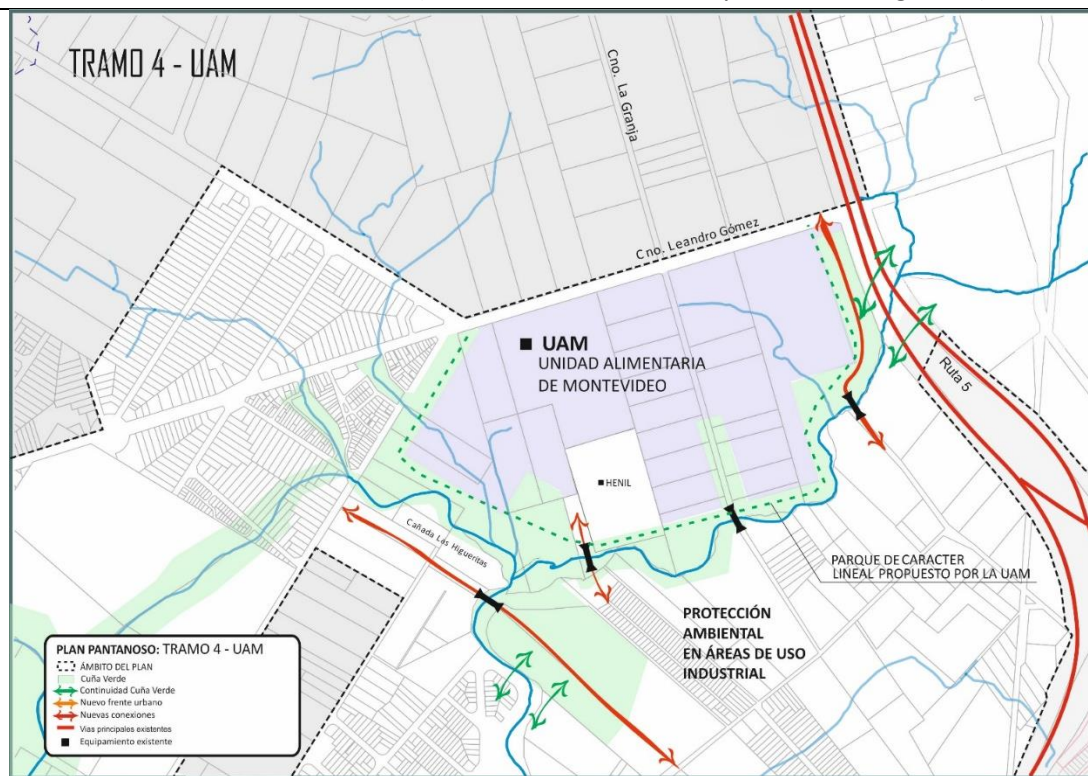 TRAMO 4 - UAM
Cno. La Granja
Cno. Leandro Gómez
UAM
UNIDAD ALIMENTARIA
DE MONTEVIDEO
Ruta 5
HENIL
Cañada Las Higueritas
PARQUE DE CARACTER
LINEAL PROPUESTO POR LA UAM
PROTECCIÓN
AMBIENTAL
EN ÁREAS DE USO
INDUSTRIAL
PLAN PANTANOSO: TRAMO 4 - UAM
ÁMBITO DEL PLAN
Cuña Verde
Continuidad Cuña Verde
Nuevo frente urbano
Nuevas conexiones
Vias principales existentes
Equipamiento existente